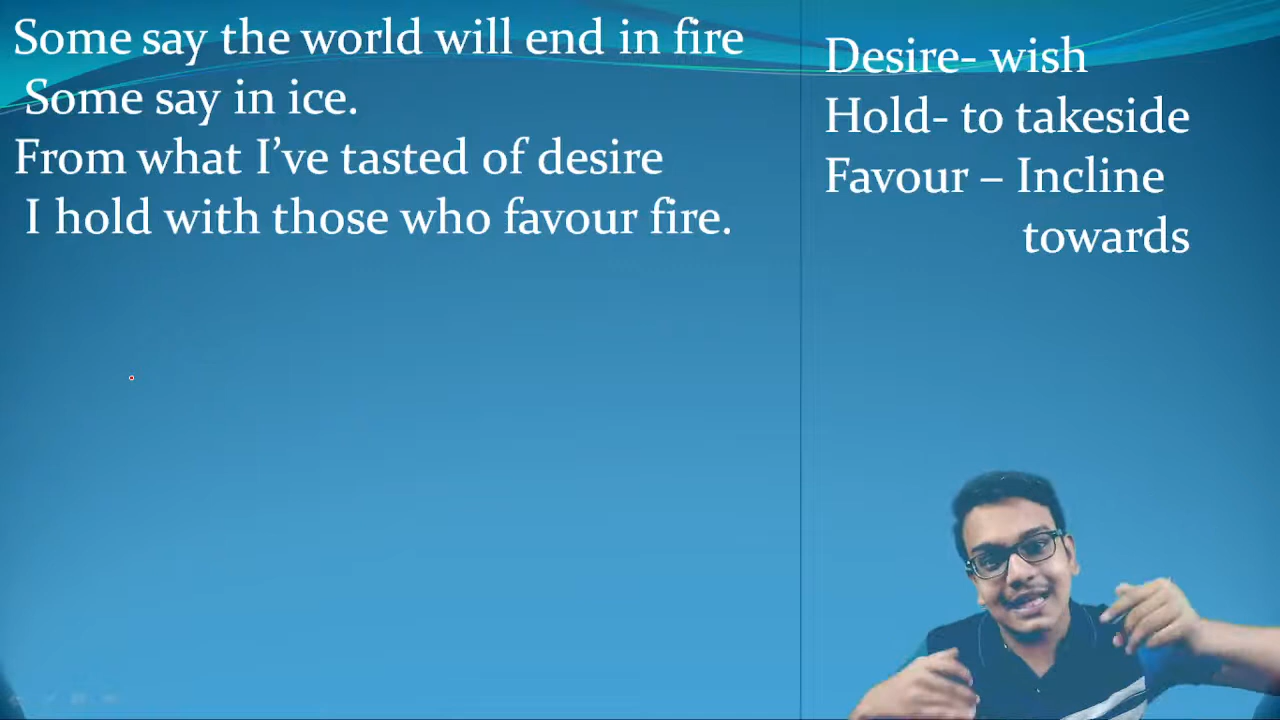 Some say the world will end in fire
Some say in ice.
From what I’ve tasted of desire
I hold with those who favour fire.
Desire- wish
Hold- to takeside
Favour – Incline
towards